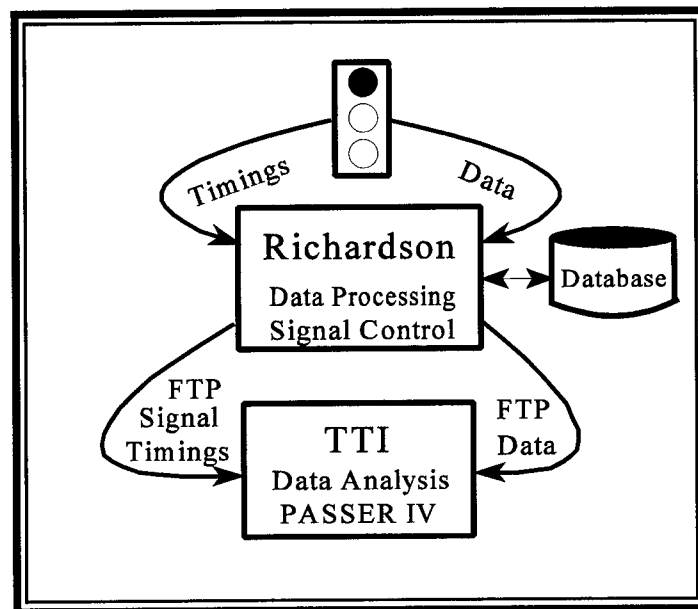 Timings
Data
Richardson
Data Processing
Signal Control
Database
FTP
Signal
Timings
FTP
Data
TTI
Data Analysis
PASSER IV